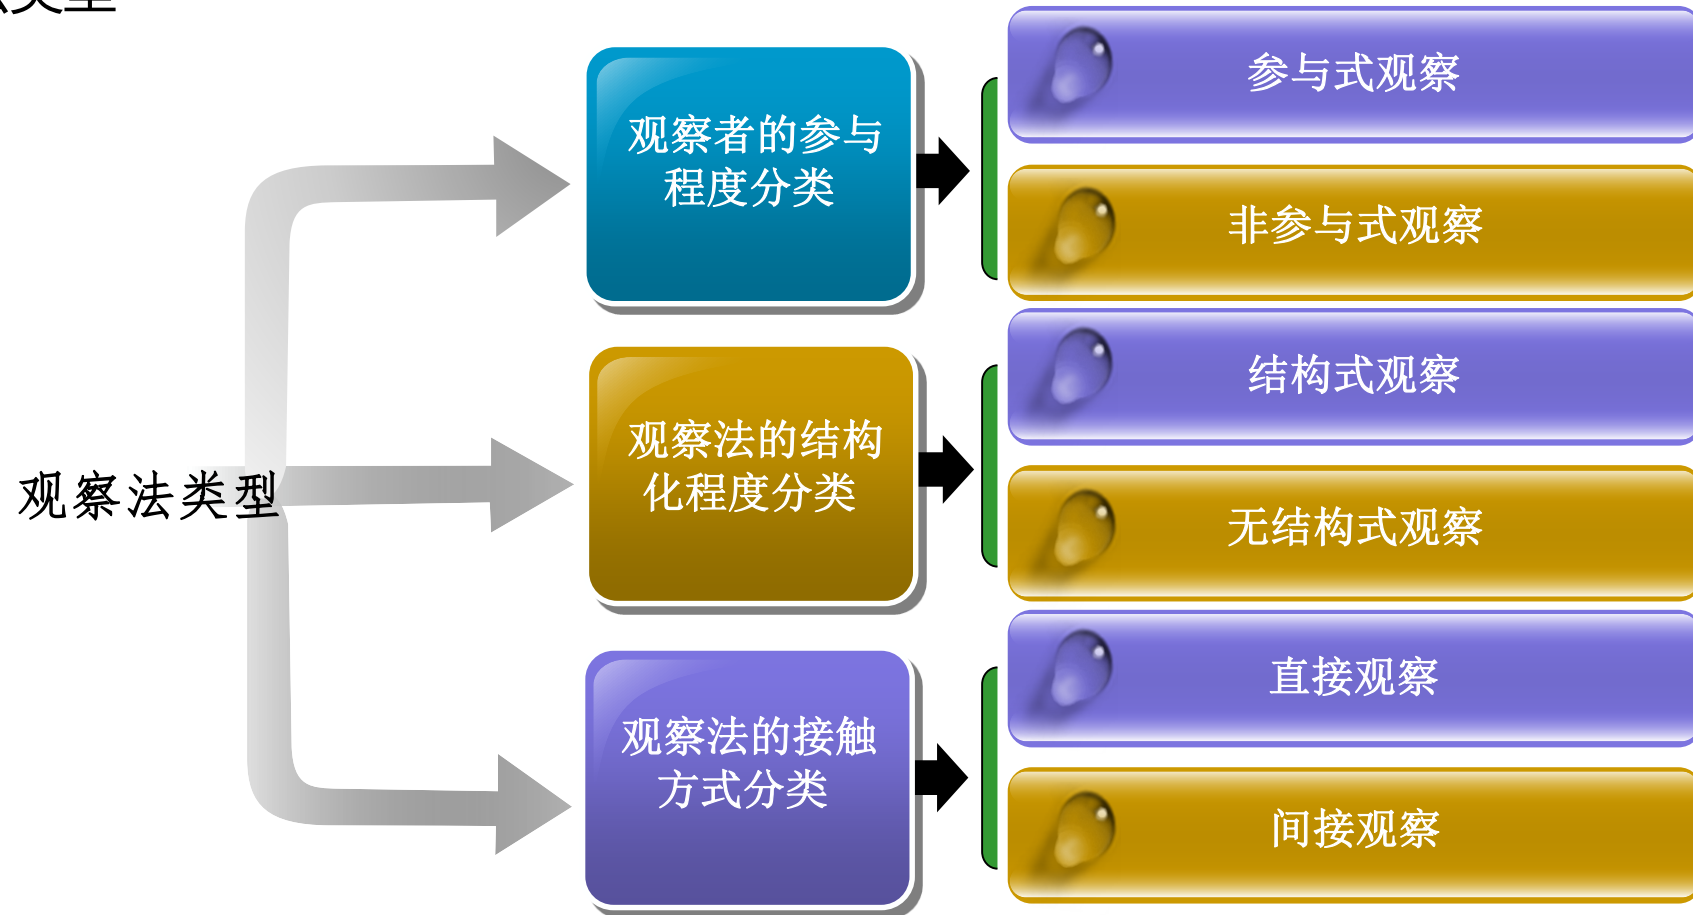 类型
观察法类型
观察者的参与
程度分类
参与式观察
非参与式观察
观察法的结构
化程度分类
结构式观察
无结构式观察
观察法的接触
方式分类
直接观察
间接观察